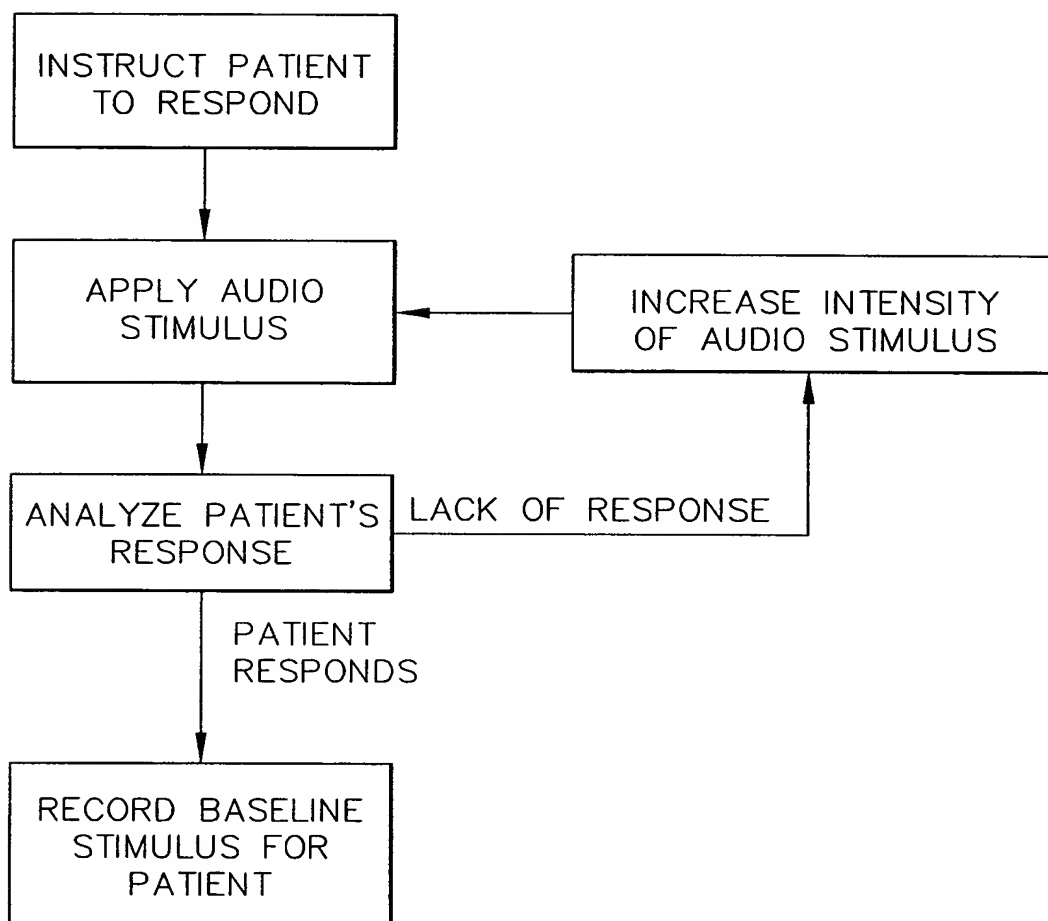 INSTRUCT PATIENT
TO RESPOND
APPLY AUDIO
STIMULUS
INCREASE INTENSITY
OF AUDIO STIMULUS
ANALYZE PATIENT'S
RESPONSE
LACK OF RESPONSE
PATIENT
RESPONDS
RECORD BASELINE
STIMULUS FOR
PATIENT